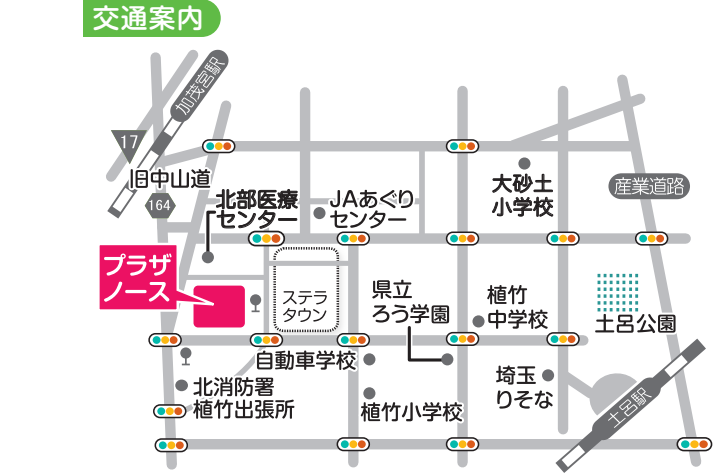 交通案内
加茂宮駅
17
旧中山道
164
北部医療
センター
JAあぐり
センター
大砂土
小学校
産業道路
プラザ
ノース
ステラ
タウン
県立
ろう学園
植竹
中学校
土呂公園
自動車学校
北消防署
植竹出張所
植竹小学校
埼玉
りそな
土呂駅